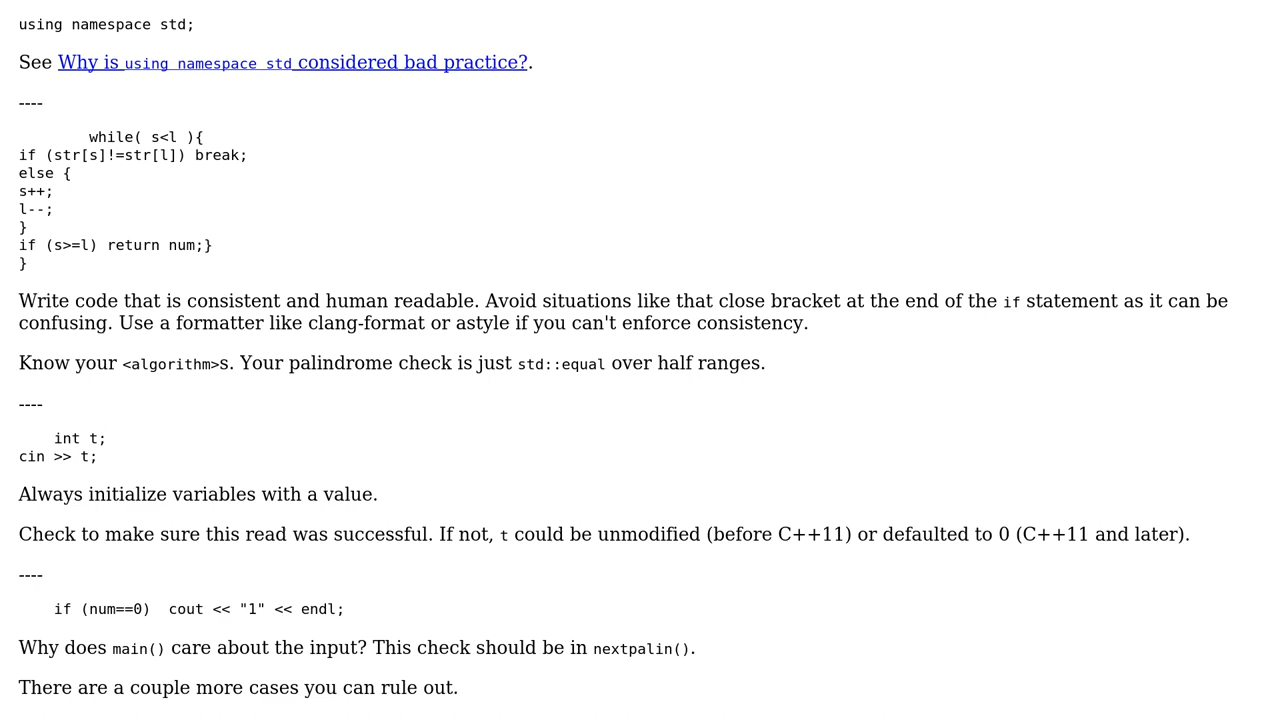 using namespace std;
See Why is using namespace std considered bad practice?.
----
        while( s<l ){
if (str[s]!=str[l]) break;
else {
s++;
l--;
}
if (s>=l) return num;}
}
Write code that is consistent and human readable. Avoid situations like that close bracket at the end of the if statement as it can be
confusing. Use a formatter like clang-format or astyle if you can't enforce consistency.
Know your <algorithm>s. Your palindrome check is just std::equal over half ranges.
----
    int t;
cin >> t;
Always initialize variables with a value.
Check to make sure this read was successful. If not, t could be unmodified (before C++11) or defaulted to 0 (C++11 and later).
----
    if (num==0)  cout << "1" << endl;
Why does main() care about the input? This check should be in nextpalin().
There are a couple more cases you can rule out.